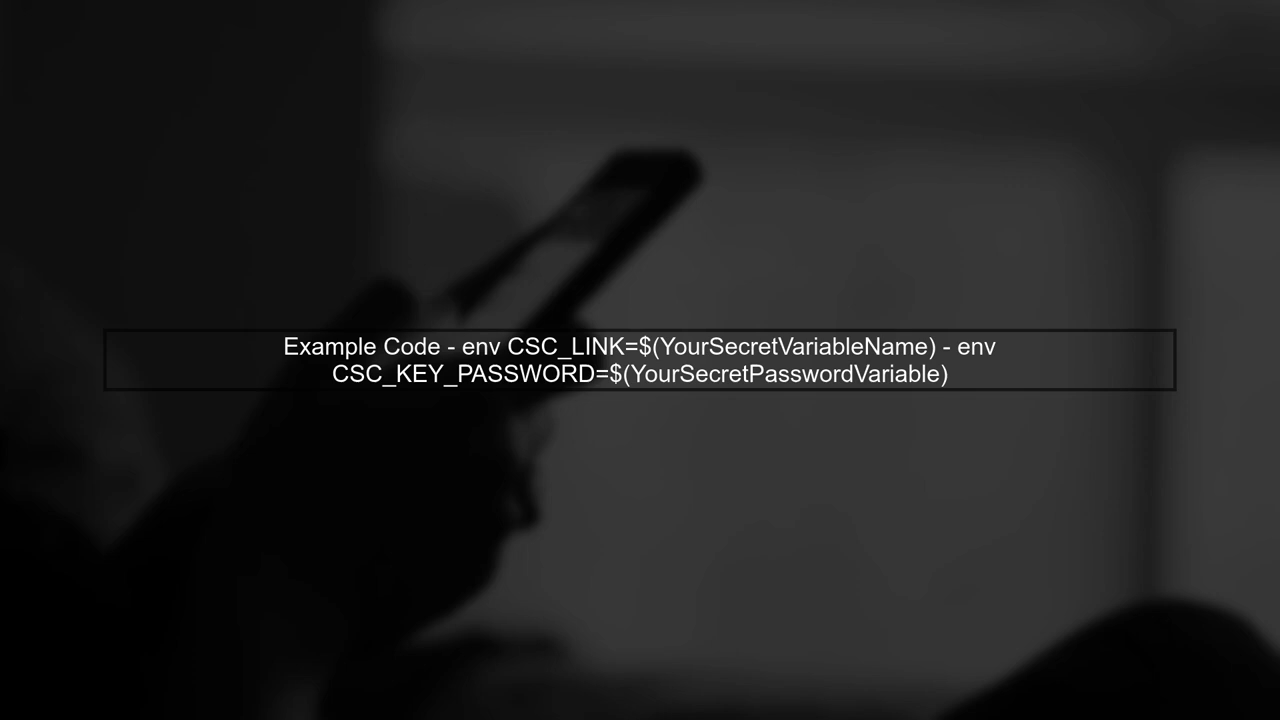 Example Code - env CSC_LINK=$(YourSecretVariableName) - env
CSC_KEY_PASSWORD=$(YourSecretPasswordVariable)